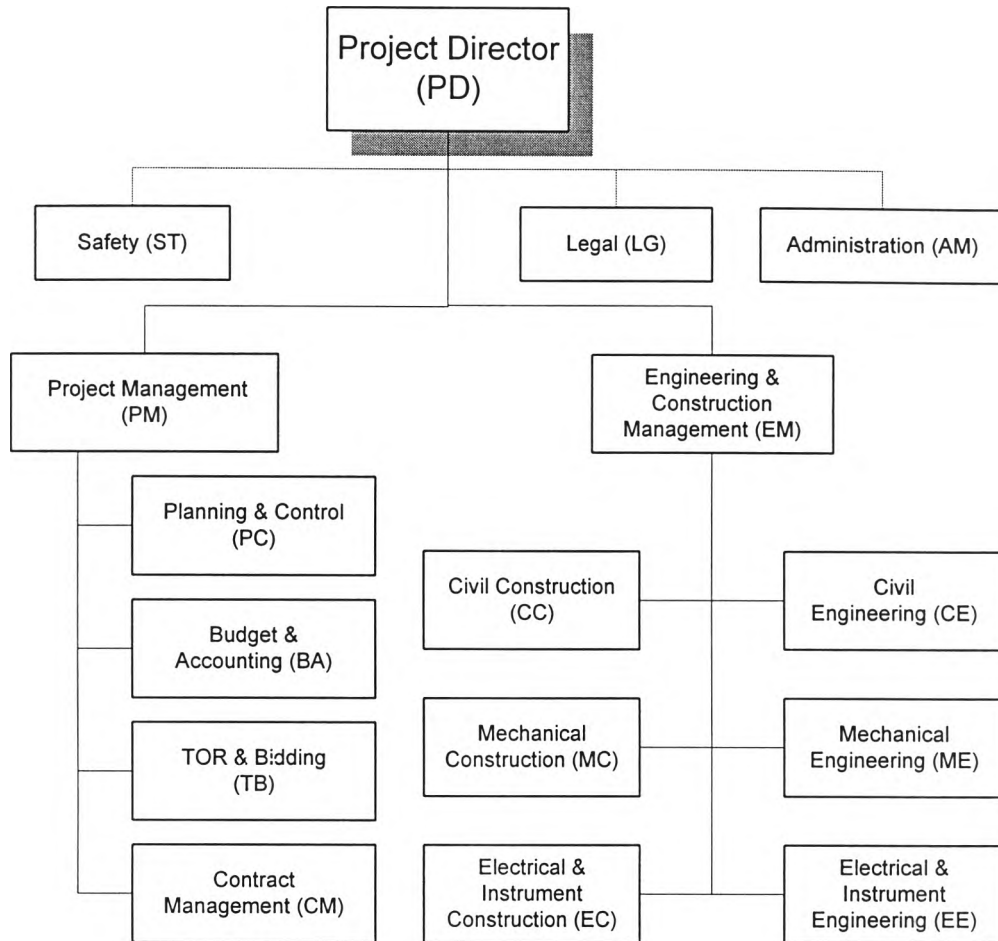 Project Director
(PD)
Safety (ST)
Legal (LG)
Administration (AM)
Project Management
(PM)
Engineering &
Construction
Management (EM)
Planning & Control
(PC)
Budget &
Accounting (BA)
TOR & Bidding
(TB)
Contract
Management (CM)
Civil Construction
(CC)
Civil
Engineering (CE)
Mechanical
Construction (MC)
Mechanical
Engineering (ME)
Electrical &
Instrument
Construction (EC)
Electrical &
Instrument
Engineering (EE)